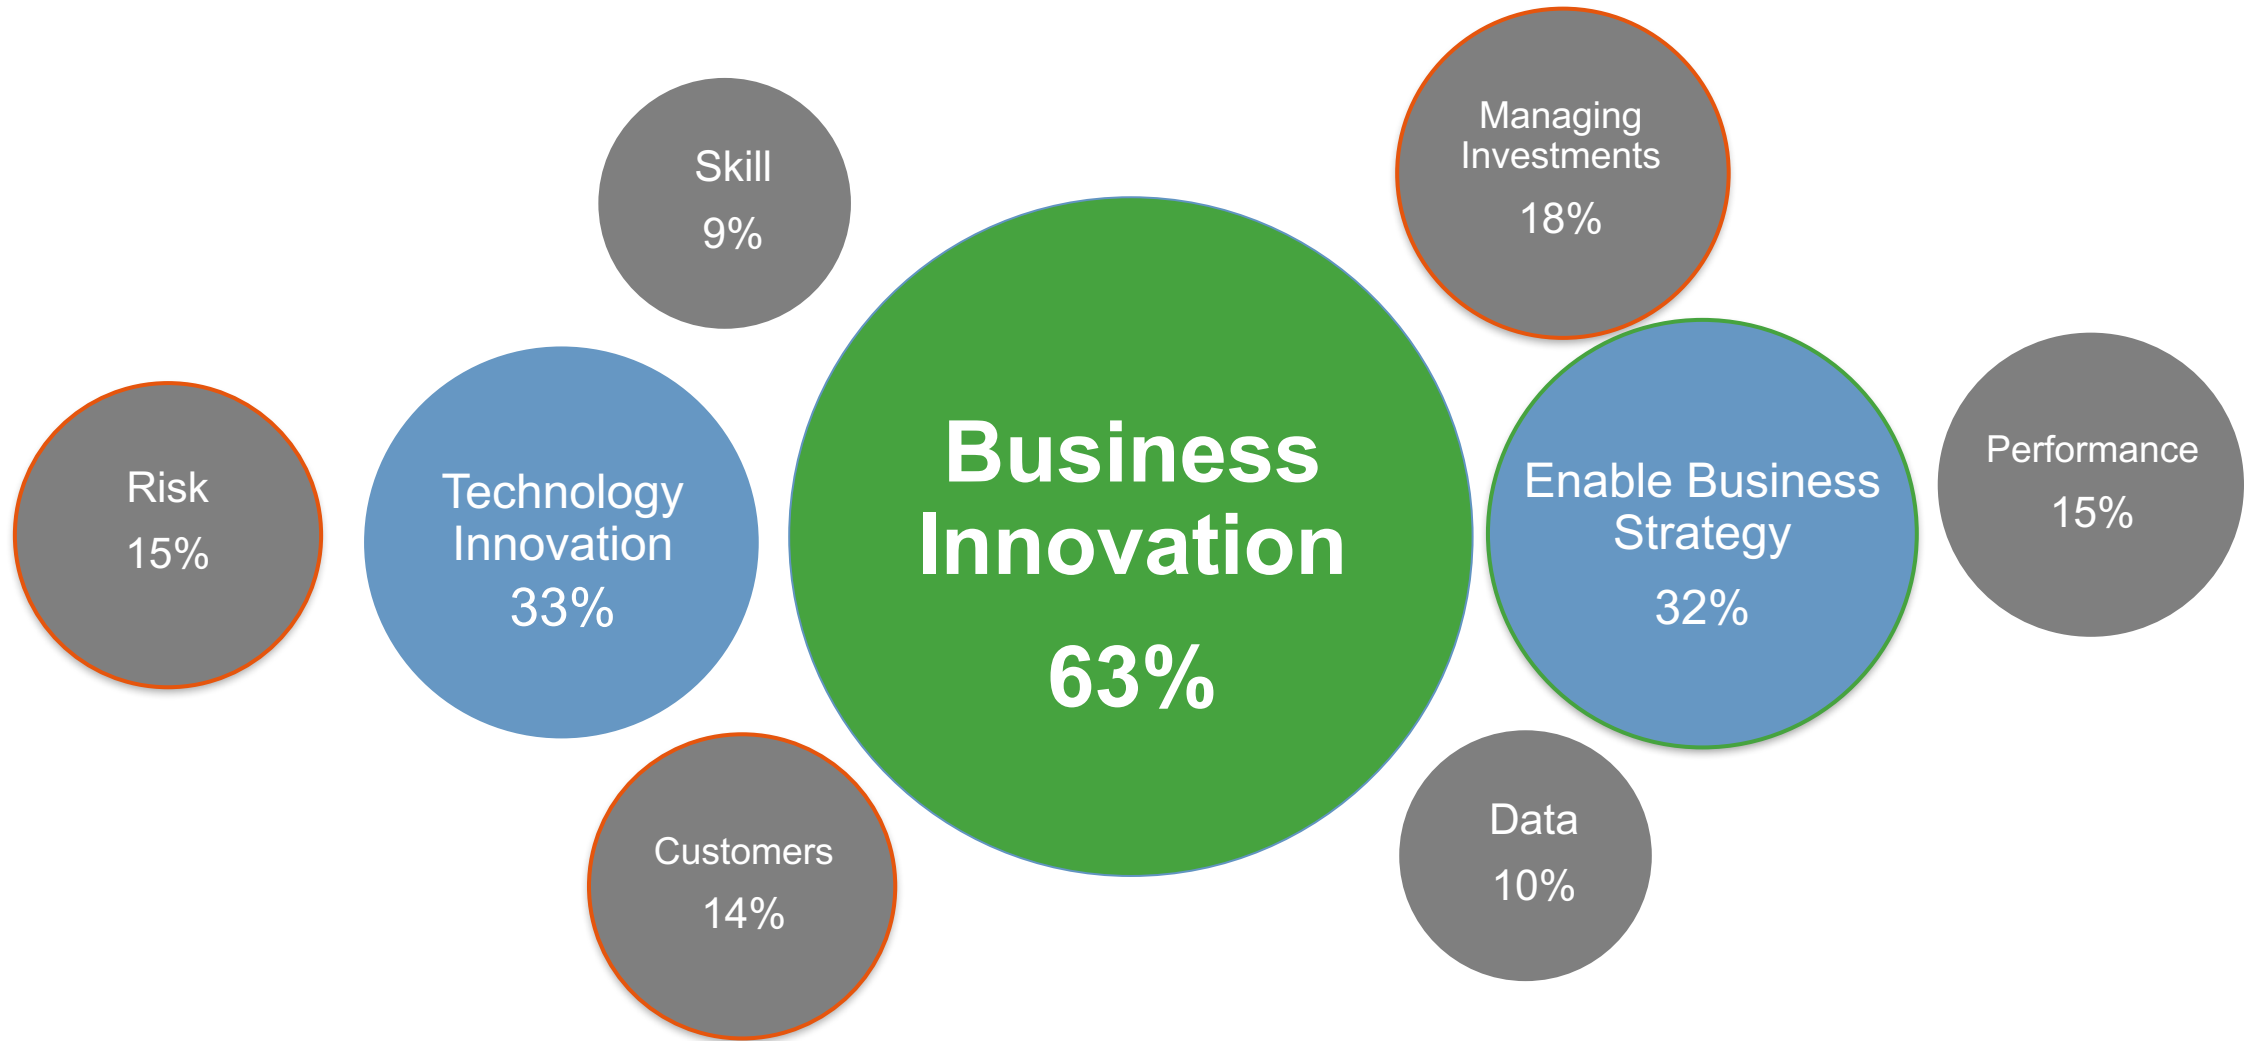 Managing
Investments
18%
Skill
9%
Business
Innovation
63%
Risk
15%
Technology
Innovation
33%
Enable Business
Strategy
32%
Performance
15%
Customers
14%
Data
10%